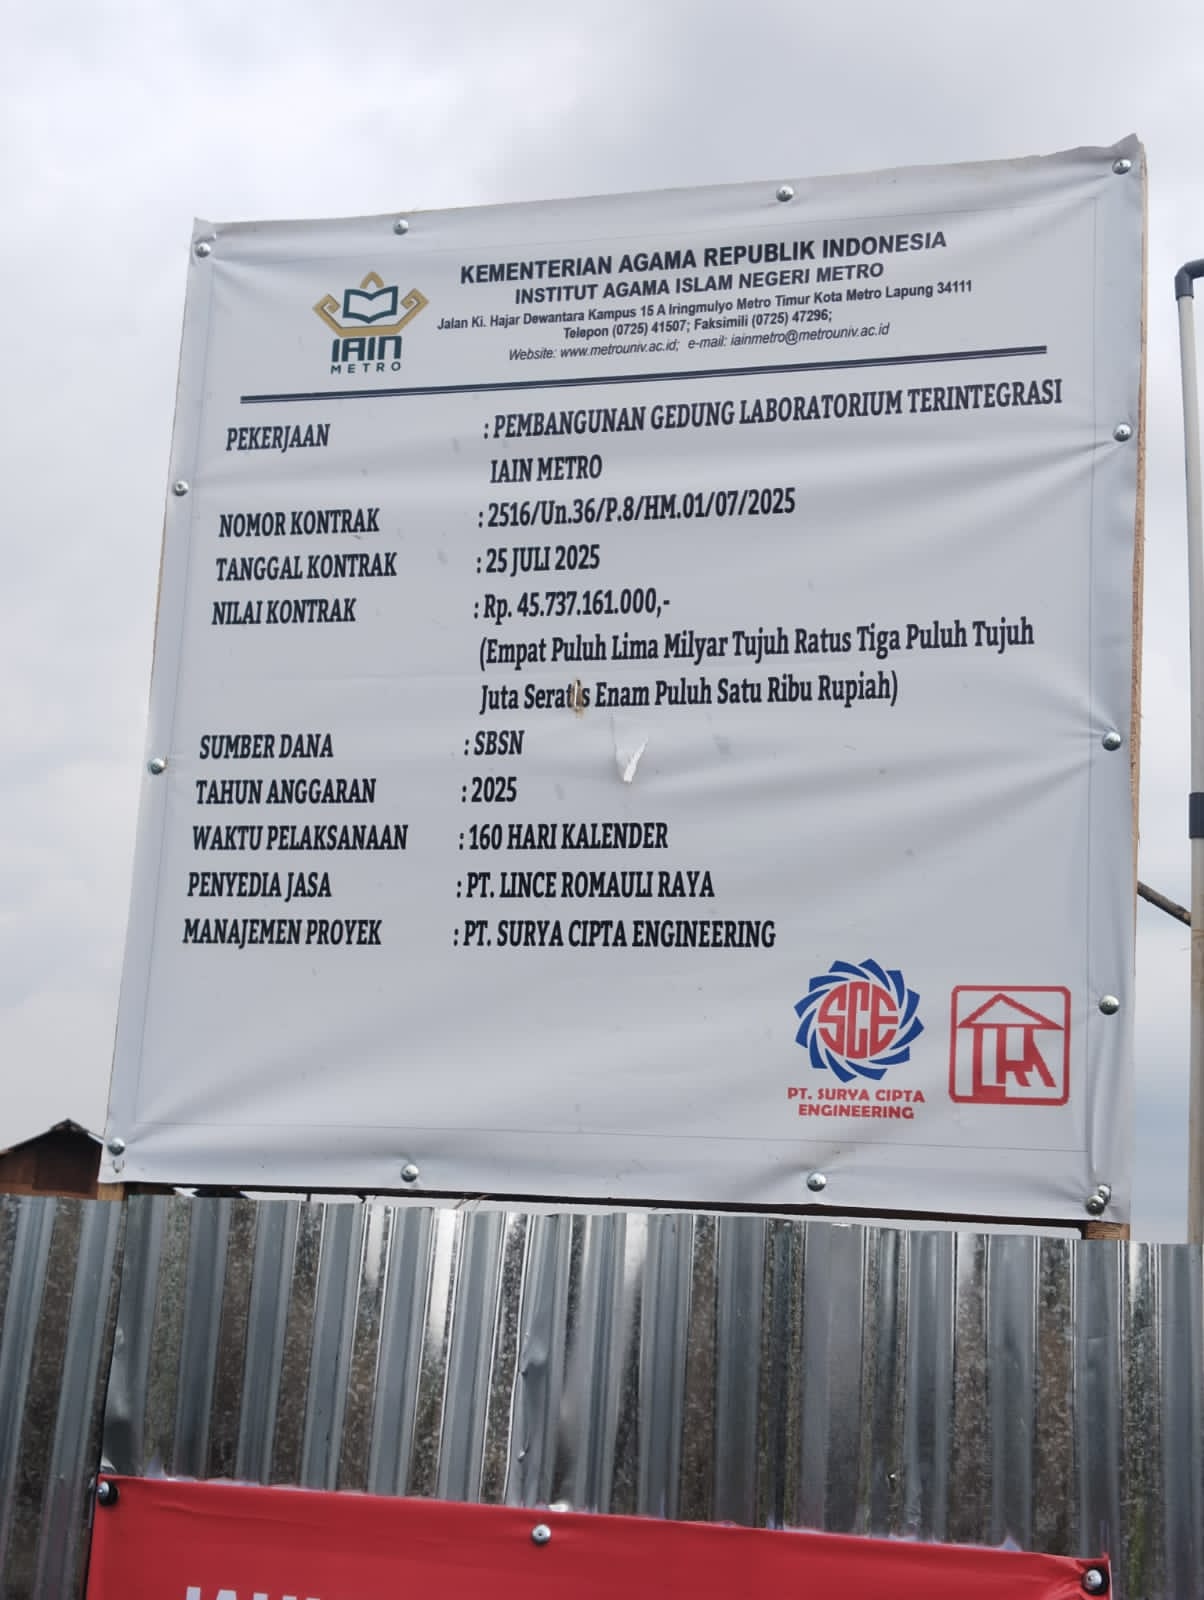 KEMENTERIAN AGAMA REPUBLIK INDONESIA
INSTITUT AGAMA ISLAM NEGERI METRO
Jalan Ki. Hajar Dewantara Kampus 15 A Iringmulyo Metro Timur Kota Metro Lapung 34111
Telepon (0725) 41507; Faksimili (0725) 47296;
Website: www.metrouniv.ac.id; e-mail: iainmetro@metrouniv.ac.id
IAIN
METRO
PEKERJAAN : PEMBANGUNAN GEDUNG LABORATORIUM TERINTEGRASI
IAIN METRO
NOMOR KONTRAK : 2516/Un.36/P.8/HM.01/07/2025
TANGGAL KONTRAK : 25 JULI 2025
NILAI KONTRAK : Rp. 45.737.161.000,-
(Empat Puluh Lima Milyar Tujuh Ratus Tiga Puluh Tujuh
Juta Seratus Enam Puluh Satu Ribu Rupiah)
SUMBER DANA : SBSN
TAHUN ANGGARAN : 2025
WAKTU PELAKSANAAN : 160 HARI KALENDER
PENYEDIA JASA : PT. LINCE ROMAULI RAYA
MANAJEMEN PROYEK : PT. SURYA CIPTA ENGINEERING
SCE
PT. SURYA CIPTA
ENGINEERING
LRA